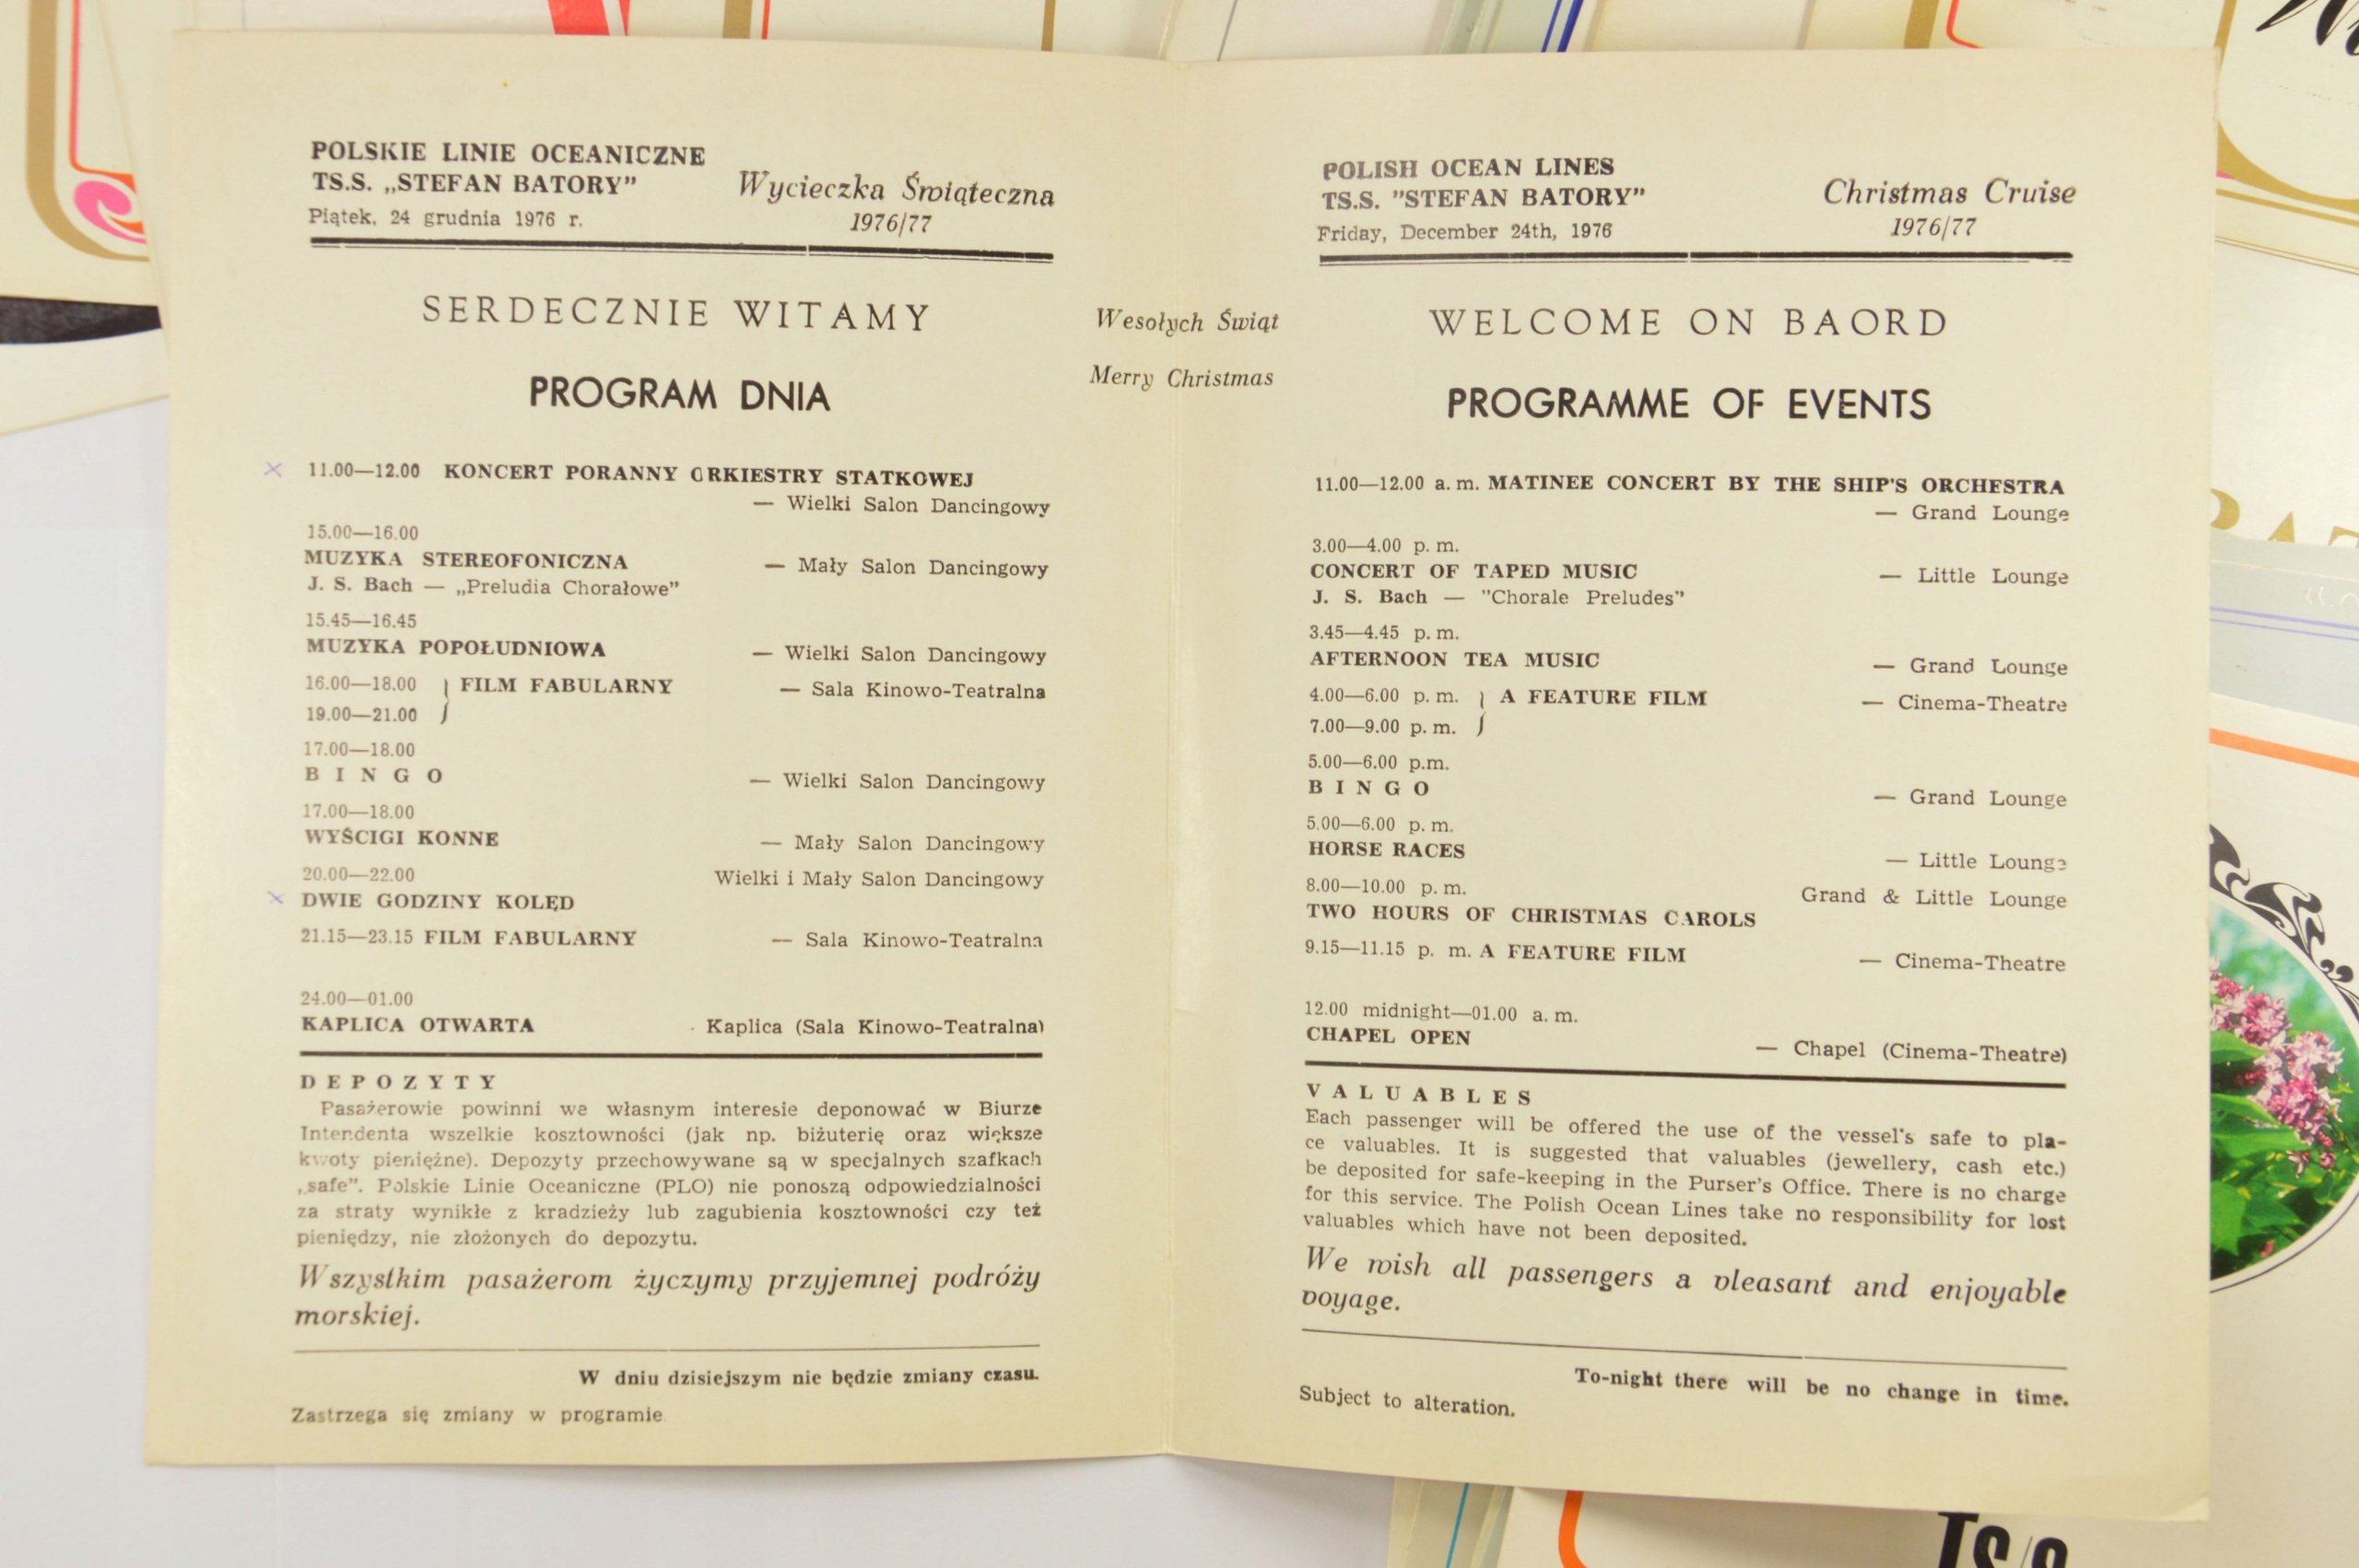 POLSKIE LINIE OCEANICZNE
TS.S. „STEFAN BATORY”
Piątek, 24 grudnia 1976 r.
Wycieczka Świąteczna
1976/77
SERDECZNIE WITAMY
PROGRAM DNIA
11.00—12.00 KONCERT PORANNY ORKIESTRY STATKOWEJ
— Wielki Salon Dancingowy
15.00—16.00
MUZYKA STEREOFONICZNA — Mały Salon Dancingowy
J. S. Bach — „Preludia Chorałowe”
15.45—16.45
MUZYKA POPOŁUDNIOWA — Wielki Salon Dancingowy
16.00—18.00 } FILM FABULARNY — Sala Kinowo-Teatralna
19.00—21.00
17.00—18.00
BINGO — Wielki Salon Dancingowy
17.00—18.00
WYŚCIGI KONNE — Mały Salon Dancingowy
20.00—22.00 Wielki i Mały Salon Dancingowy
DWIE GODZINY KOLĘD
21.15—23.15 FILM FABULARNY — Sala Kinowo-Teatralna
24.00—01.00
KAPLICA OTWARTA - Kaplica (Sala Kinowo-Teatralna)
DEPOZYTY
Pasażerowie powinni we własnym interesie deponować w Biurze
Intendenta wszelkie kosztowności (jak np. biżuterię oraz większe
kwoty pieniężne). Depozyty przechowywane są w specjalnych szafkach
„safe”. Polskie Linie Oceaniczne (PLO) nie ponoszą odpowiedzialności
za straty wynikłe z kradzieży lub zagubienia kosztowności czy też
pieniędzy, nie złożonych do depozytu.
Wszystkim pasażerom życzymy przyjemnej podróży
morskiej.
W dniu dzisiejszym nie będzie zmiany czasu.
Zastrzega się zmiany w programie
Wesołych Świąt
Merry Christmas
POLISH OCEAN LINES
TS.S. ”STEFAN BATORY”
Friday, December 24th, 1976
Christmas Cruise
1976/77
WELCOME ON BAORD
PROGRAMME OF EVENTS
11.00—12.00 a. m. MATINEE CONCERT BY THE SHIP'S ORCHESTRA
— Grand Lounge
3.00—4.00 p. m.
CONCERT OF TAPED MUSIC — Little Lounge
J. S. Bach — ”Chorale Preludes”
3.45—4.45 p. m.
AFTERNOON TEA MUSIC — Grand Lounge
4.00—6.00 p. m. } A FEATURE FILM — Cinema-Theatre
7.00—9.00 p. m.
5.00—6.00 p.m.
BINGO — Grand Lounge
5.00—6.00 p. m.
HORSE RACES — Little Lounge
8.00—10.00 p. m. Grand & Little Lounge
TWO HOURS OF CHRISTMAS CAROLS
9.15—11.15 p. m. A FEATURE FILM — Cinema-Theatre
12.00 midnight—01.00 a. m.
CHAPEL OPEN — Chapel (Cinema-Theatre)
VALUABLES
Each passenger will be offered the use of the vessel's safe to pla-
ce valuables. It is suggested that valuables (jewellery, cash etc.)
be deposited for safe-keeping in the Purser's Office. There is no charge
for this service. The Polish Ocean Lines take no responsibility for lost
valuables which have not been deposited.
We wish all passengers a pleasant and enjoyable
voyage.
To-night there will be no change in time.
Subject to alteration.
TS/S